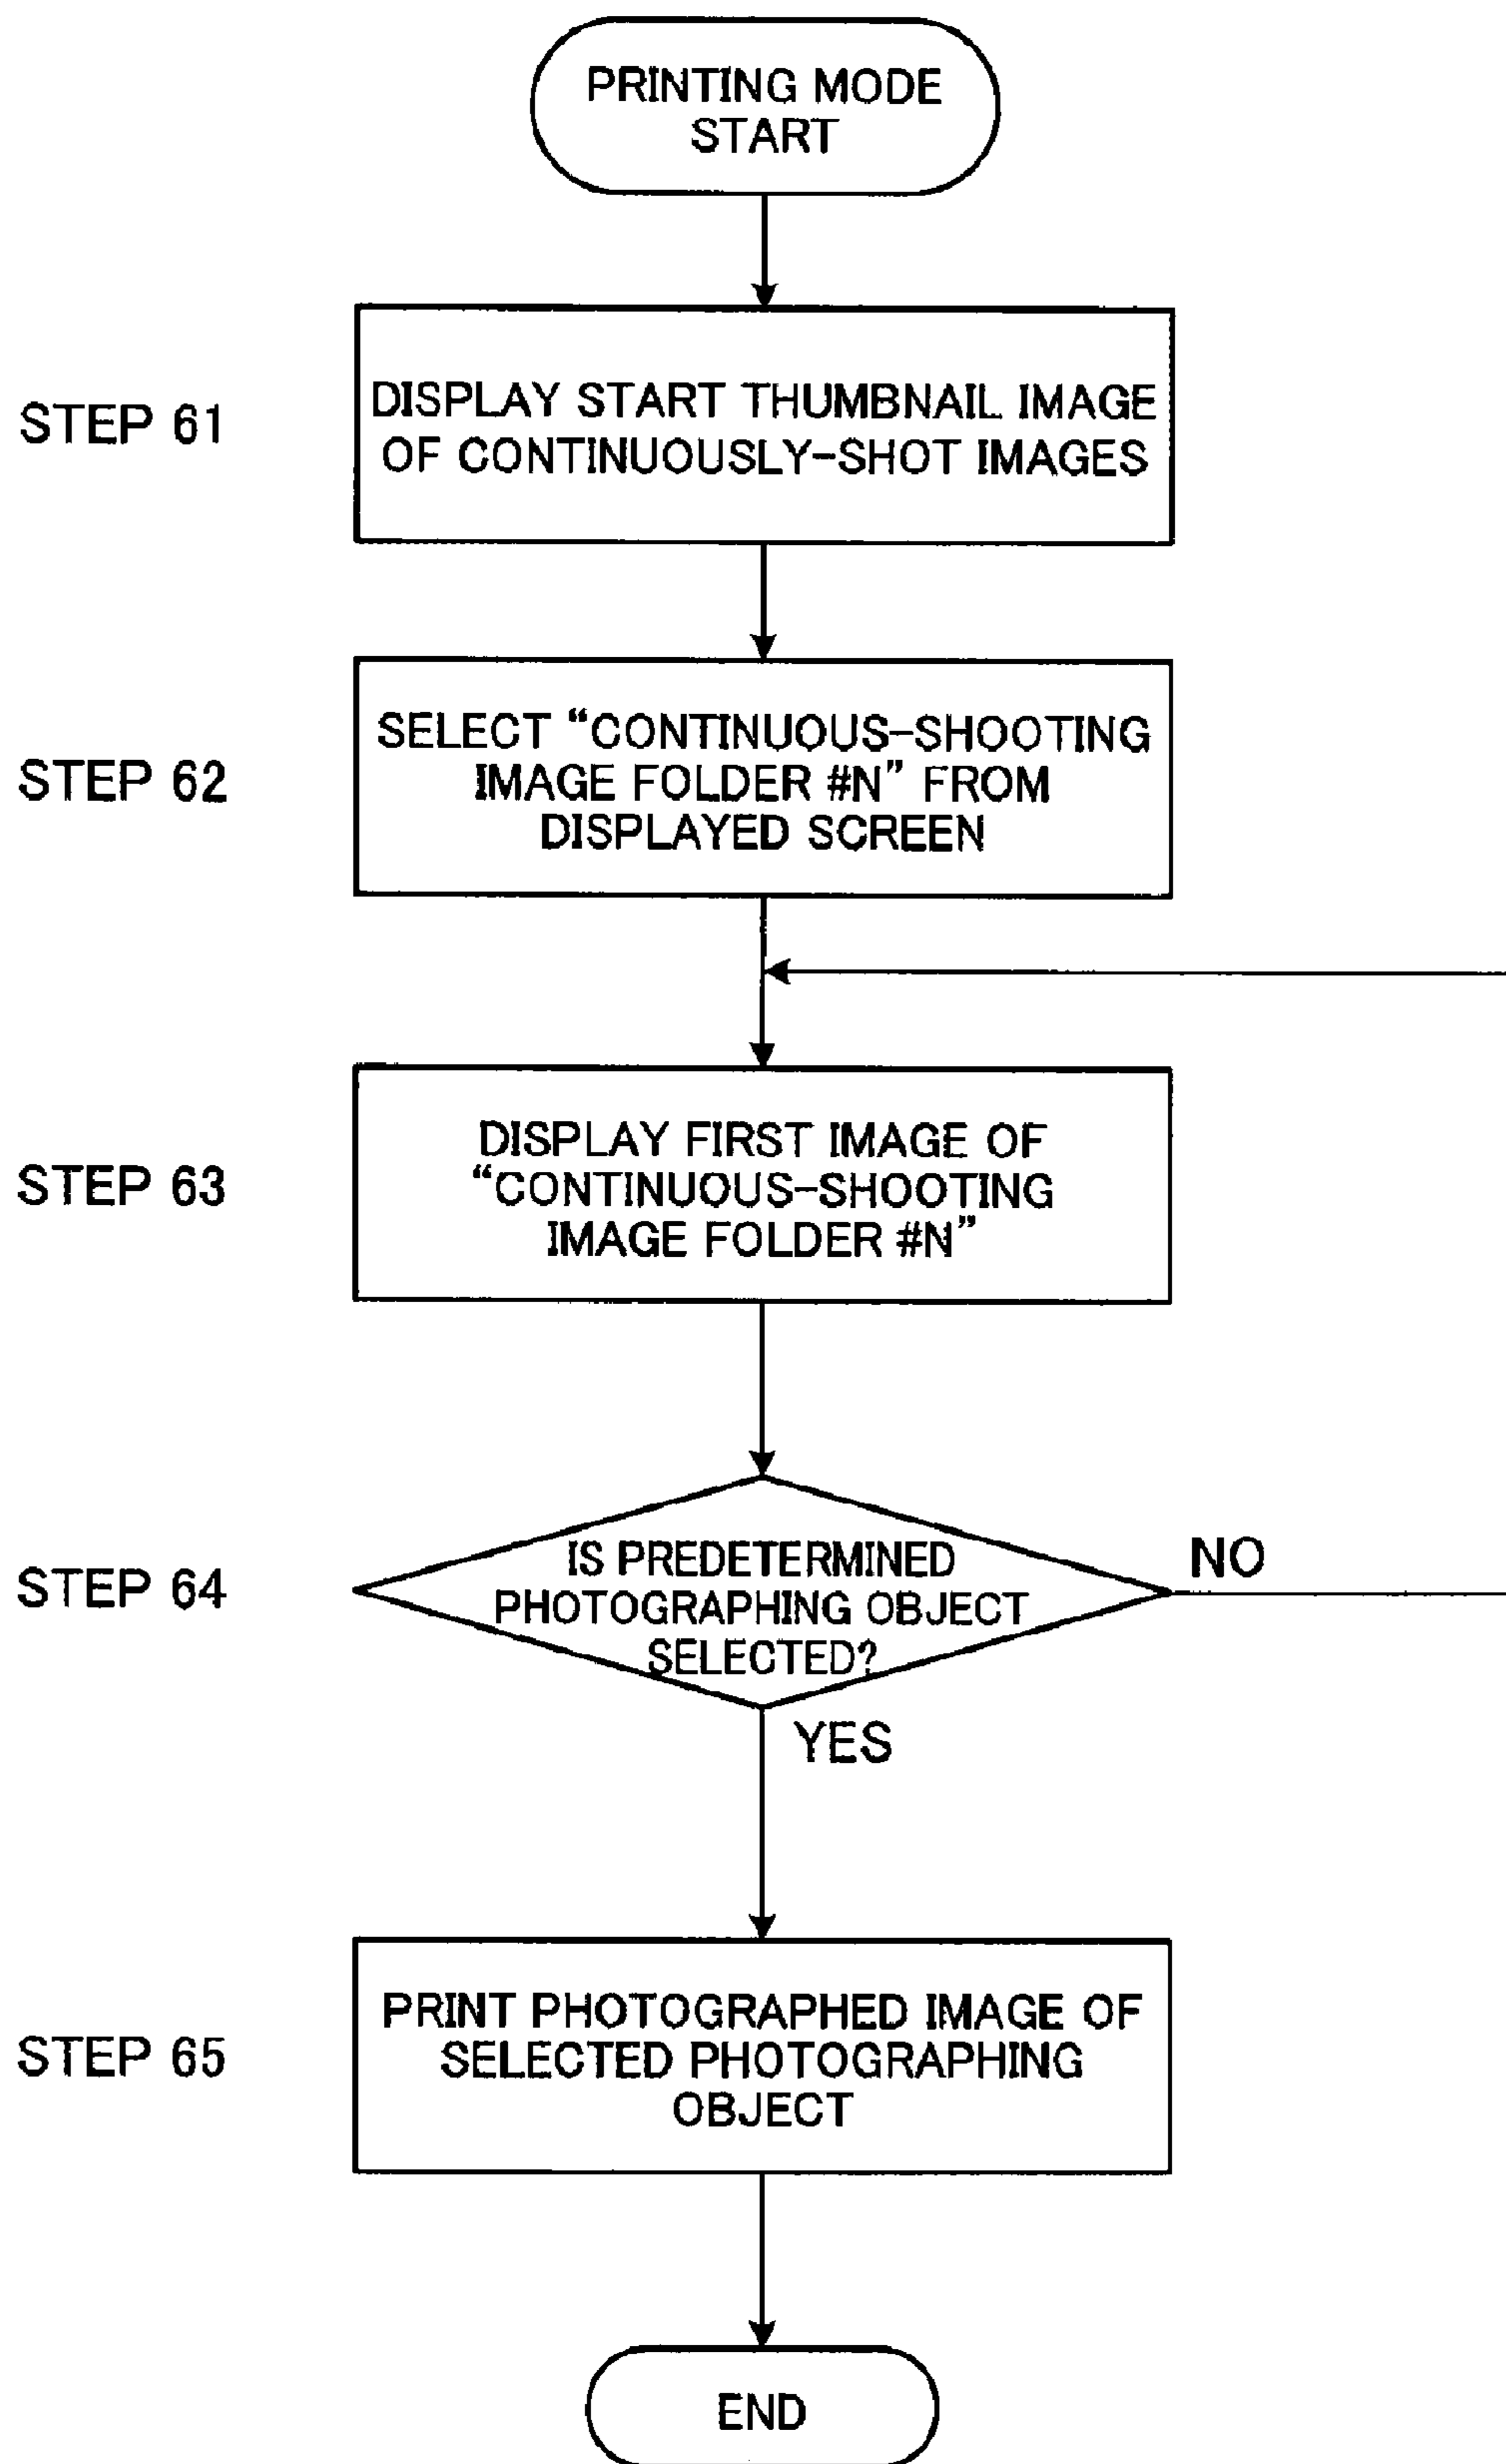 PRINTING MODE
START
STEP 61
DISPLAY START THUMBNAIL IMAGE
OF CONTINUOUSLY-SHOT IMAGES
STEP 62
SELECT “CONTINUOUS-SHOOTING
IMAGE FOLDER #N” FROM
DISPLAYED SCREEN
STEP 63
DISPLAY FIRST IMAGE OF
“CONTINUOUS-SHOOTING
IMAGE FOLDER #N”
STEP 64
IS PREDETERMINED
PHOTOGRAPHING OBJECT
SELECTED?
NO
YES
STEP 65
PRINT PHOTOGRAPHED IMAGE OF
SELECTED PHOTOGRAPHING
OBJECT
END